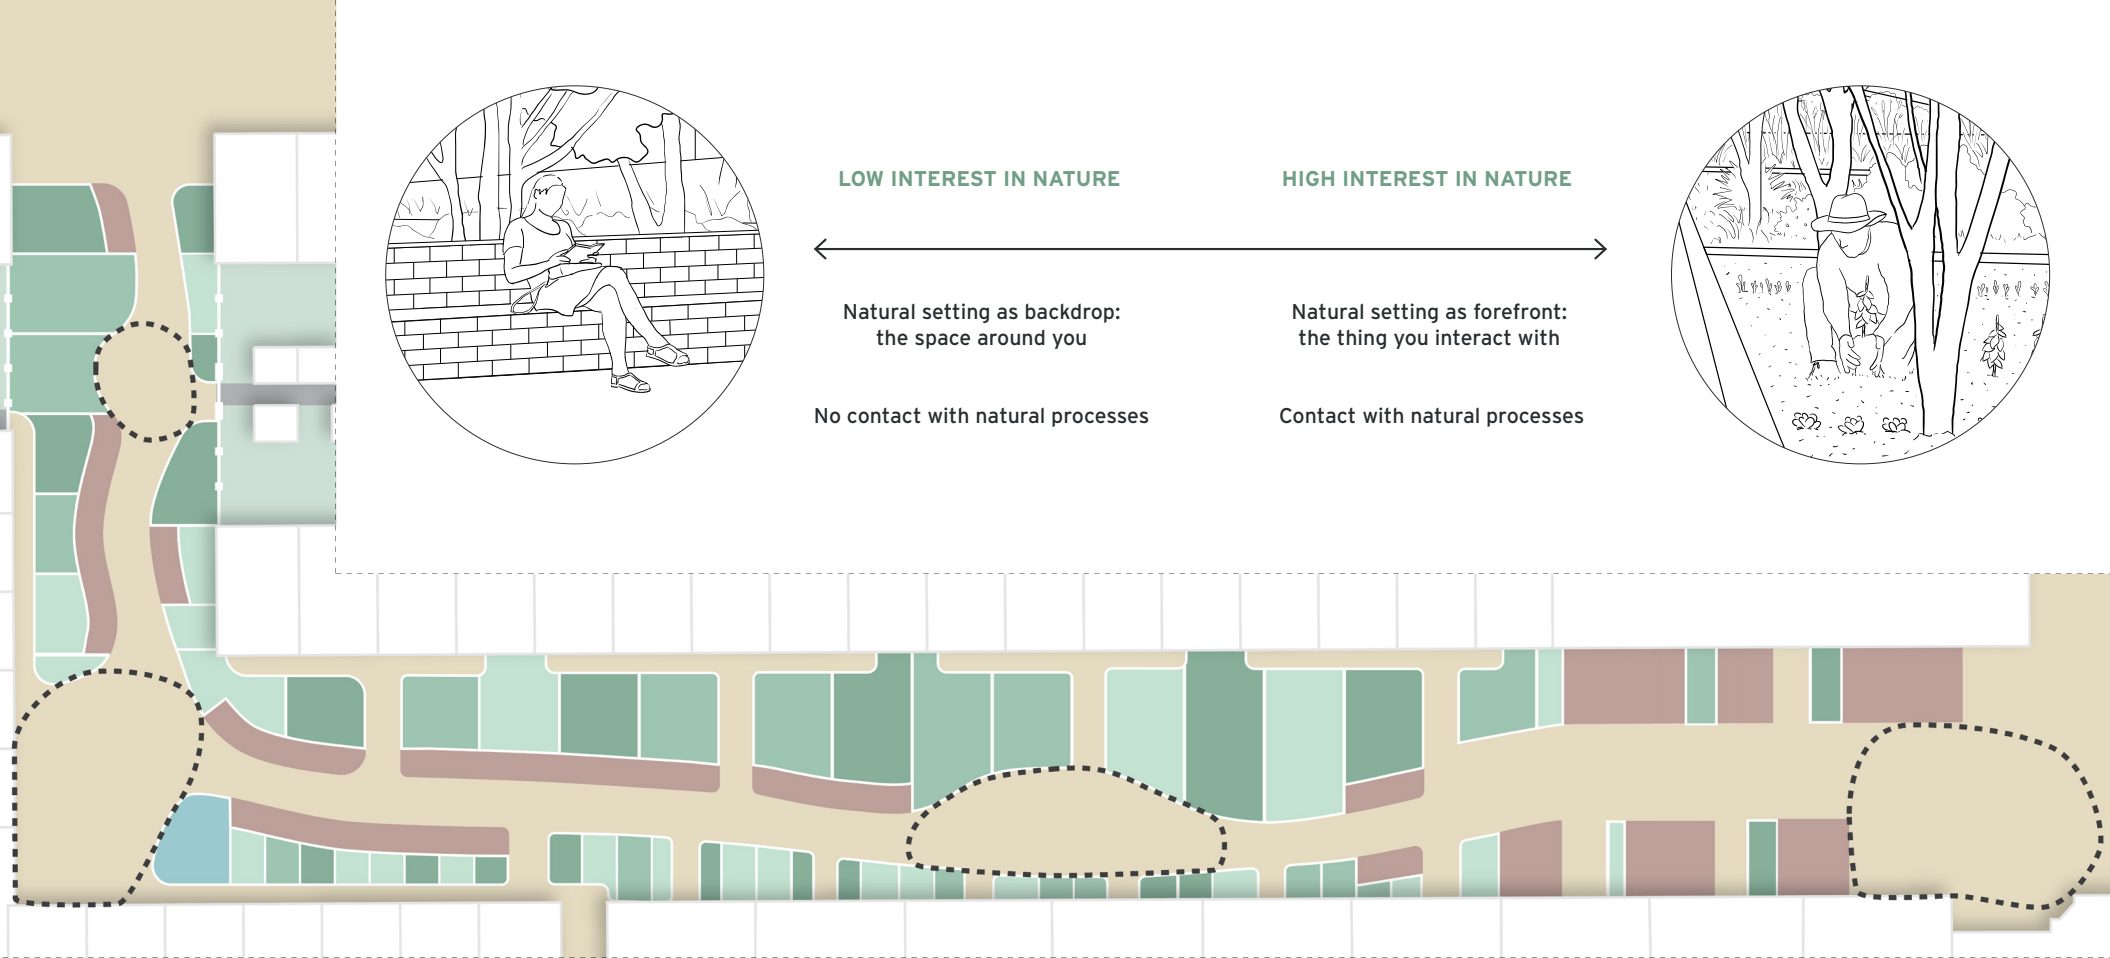 LOW INTEREST IN NATURE
Natural setting as backdrop:
the space around you
No contact with natural processes
HIGH INTEREST IN NATURE
Natural setting as forefront:
the thing you interact with
Contact with natural processes